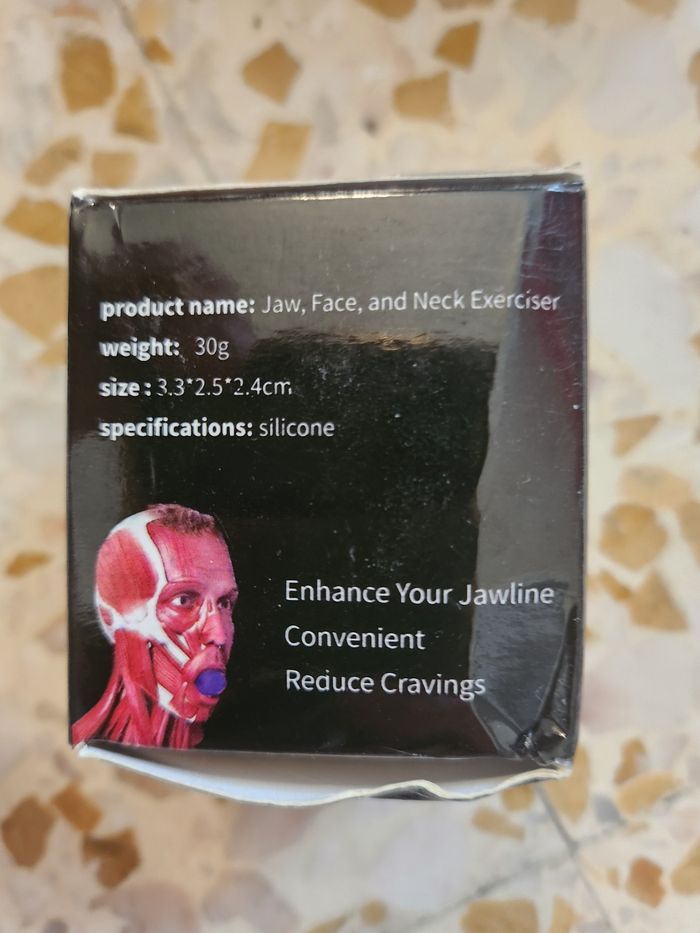 product name: Jaw, Face, and Neck Exerciser
weight: 30g
size : 3.3*2.5*2.4cm
specifications: silicone
Enhance Your Jawline
Convenient
Reduce Cravings